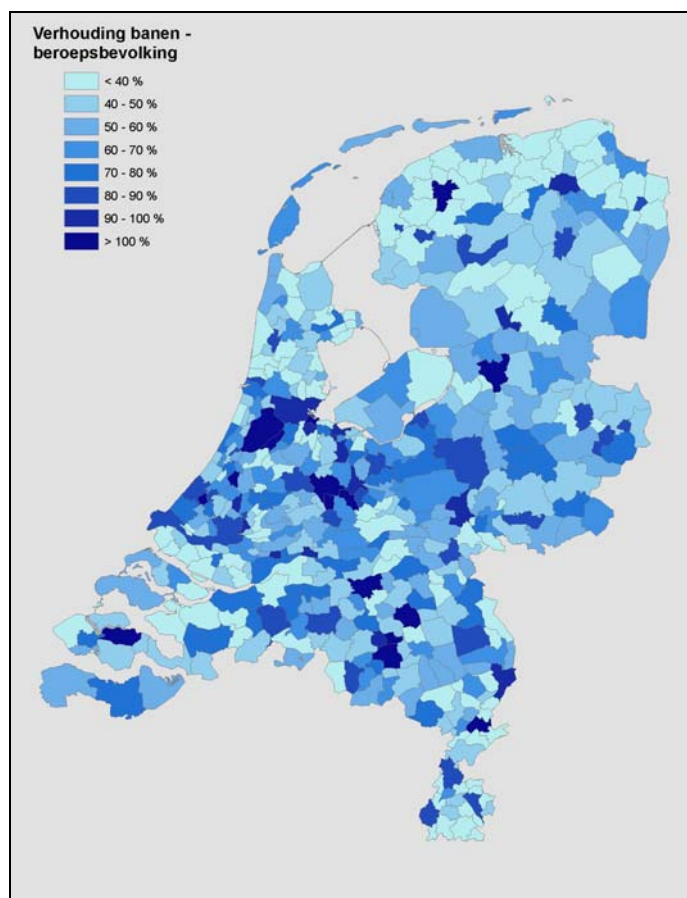 Verhouding banen -
beroepsbevolking
< 40 %
40 - 50 %
50 - 60 %
60 - 70 %
70 - 80 %
80 - 90 %
90 - 100 %
> 100 %